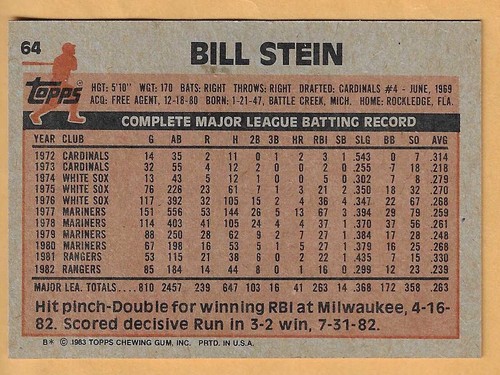 64
BILL STEIN
Topps
HGT: 5'10" WGT: 170 BATS: RIGHT THROWS: RIGHT DRAFTED: CARDINALS #4 - JUNE, 1969
ACQ: FREE AGENT, 12-18-80 BORN: 1-21-47, BATTLE CREEK, MICH. HOME: ROCKLEDGE, FLA.
COMPLETE MAJOR LEAGUE BATTING RECORD
YEAR CLUB G AB R H 2B 3B HR RBI SB SLG BB SO AVG
1972 CARDINALS 14 35 2 11 0 1 2 3 1 .543 0 7 .314
1973 CARDINALS 32 55 4 12 2 0 0 2 0 .255 7 18 .218
1974 WHITE SOX 13 43 5 12 1 0 0 5 0 .302 7 8 .279
1975 WHITE SOX 76 226 23 61 7 1 3 21 2 .350 18 32 .270
1976 WHITE SOX 117 392 32 105 15 2 4 36 4 .347 22 67 .268
1977 MARINERS 151 556 53 144 26 5 13 67 3 .394 29 79 .259
1978 MARINERS 114 403 41 105 24 4 4 37 1 .370 37 56 .261
1979 MARINERS 88 250 28 62 9 2 7 27 1 .384 17 28 .248
1980 MARINERS 67 198 16 53 5 1 5 27 1 .379 16 25 .268
1981 RANGERS 53 115 21 38 6 0 2 22 1 .435 7 15 .330
1982 RANGERS 85 184 14 44 8 0 1 16 0 .299 12 23 .239
MAJOR LEA. TOTALS.... 810 2457 239 647 103 16 41 263 14 .368 172 358 .263
Hit pinch-Double for winning RBI at Milwaukee, 4-16-
82. Scored decisive Run in 3-2 win, 7-31-82.
B* © 1983 TOPPS CHEWING GUM, INC. PRTD. IN U.S.A.